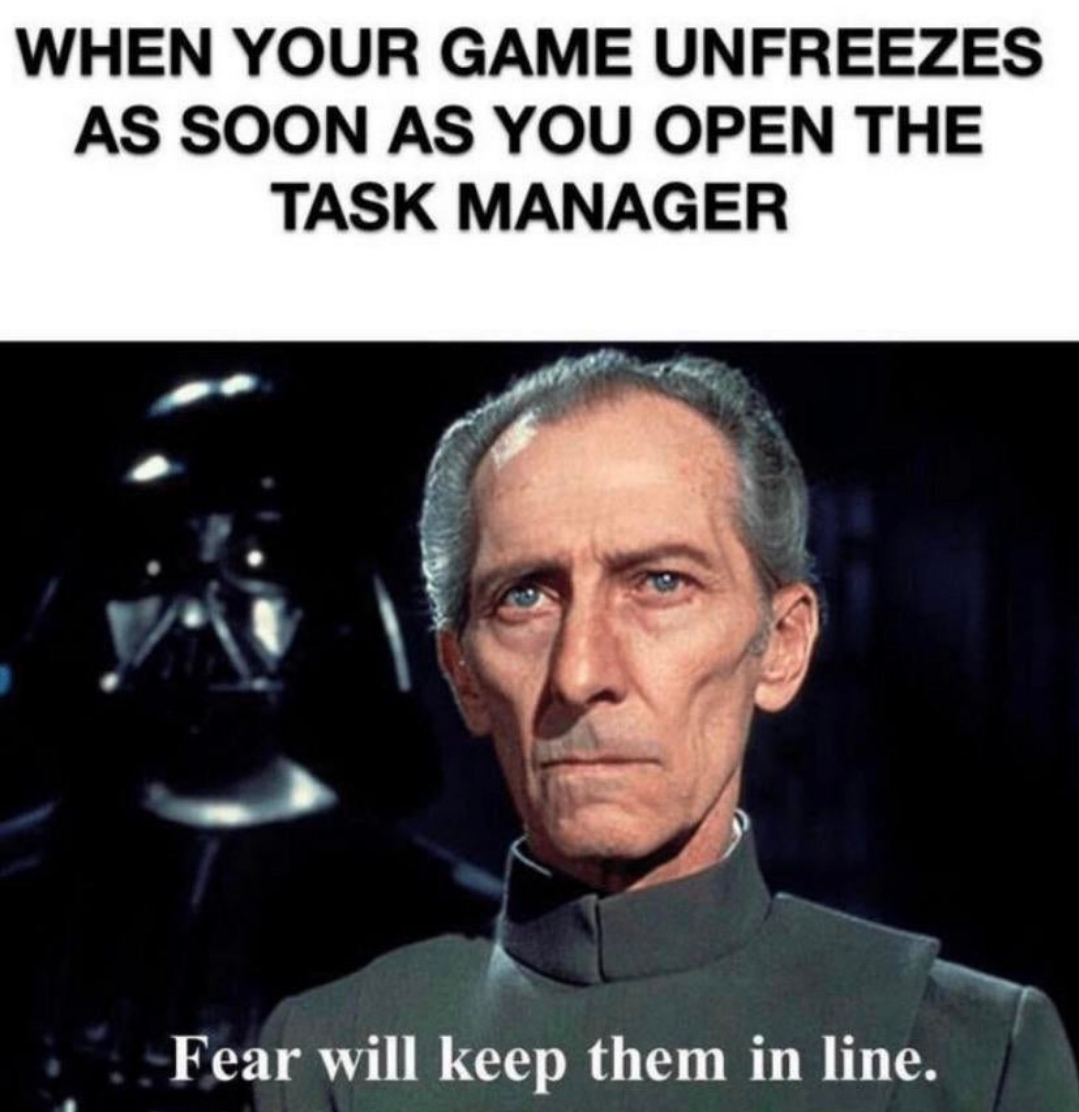 WHEN YOUR GAME UNFREEZES
AS SOON AS YOU OPEN THE
TASK MANAGER
Fear will keep them in line.